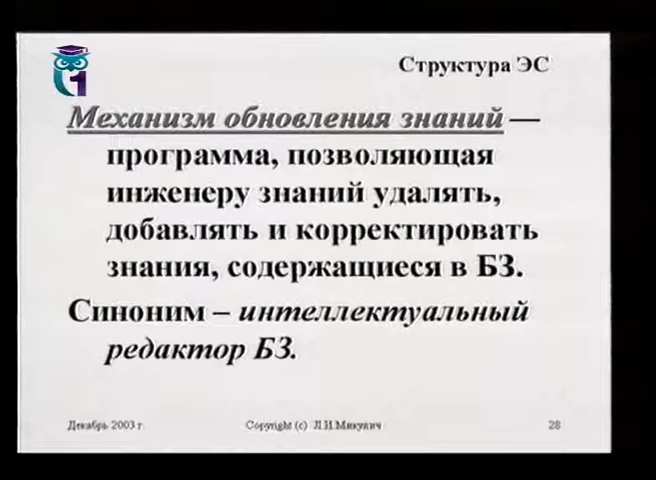 Структура ЭС
1
Механизм обновления знаний —
программа, позволяющая
инженеру знаний удалять,
добавлять и корректировать
знания, содержащиеся в БЗ.
Синоним – интеллектуальный
редактор БЗ.
Декабрь 2003 г. Copyright (c) Л.И.Микулич 28